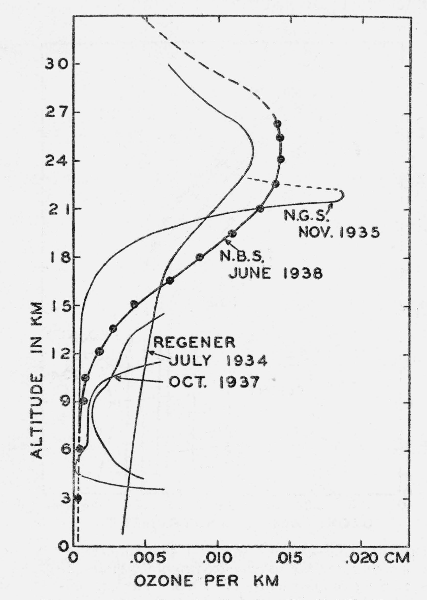 30
27
24
21
18
15
12
9
6
3
0
ALTITUDE IN KM
N.G.S.
NOV. 1935
N.B.S.
JUNE 1938
REGENER
JULY 1934
OCT. 1937
0 .005 .010 .015 .020 CM
OZONE PER KM